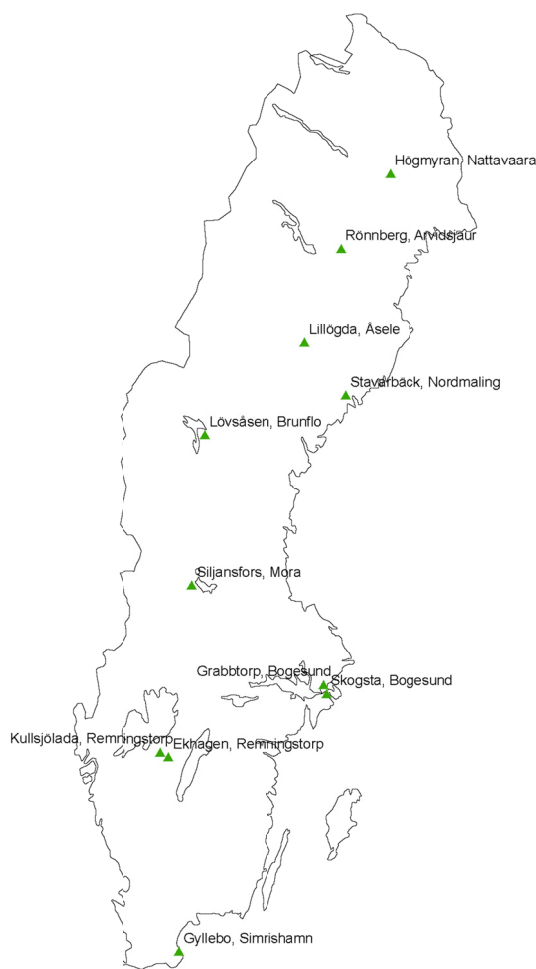 Högmyran, Nattavaara
Rönnberg, Arvidsjaur
Lillögda, Åsele
Stavarbäck, Nordmaling
Lövsåsen, Brunflo
Siljansfors, Mora
Grabbtorp, Bogesund
Skogsta, Bogesund
Kullsjölada, Remringstorp
Ekhagen, Remningstorp
Gyllebo, Simrishamn